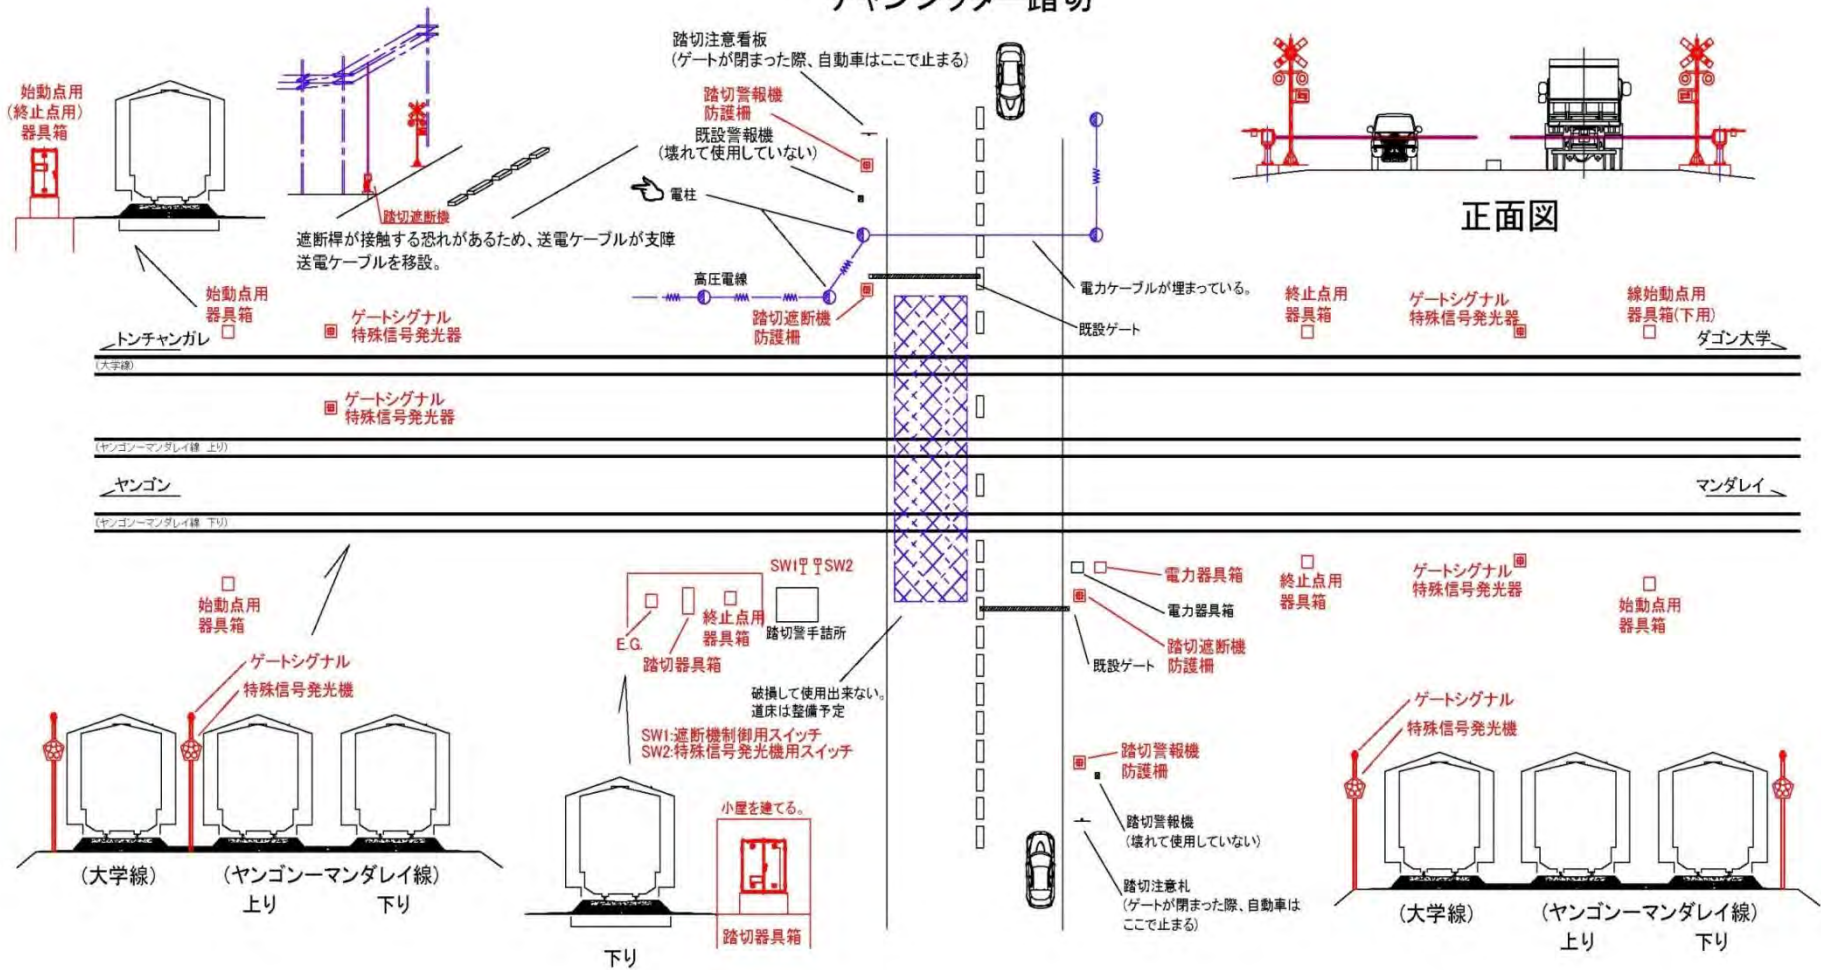 踏切
始動点用
(終止点用)
器具箱
踏切遮断機
遮断桿が接触する恐れがあるため、送電ケーブルが支障
送電ケーブルを移設。
踏切注意看板
(ゲートが閉まった際、自動車はここで止まる)
踏切警報機
防護柵
既設警報機
(壊れて使用していない)
電柱
高圧電線
踏切遮断機
防護柵
電力ケーブルが埋まっている。
既設ゲート
正面図
始動点用
器具箱
ゲートシグナル
特殊信号発光器
終止点用
器具箱
ゲートシグナル
特殊信号発光器
線始動点用
器具箱(下用)
トンチャンガレ
ダゴン大学
(大学線)
ゲートシグナル
特殊信号発光器
(ヤンゴンーマンダレイ線 上り)
ヤンゴン
マンダレイ
(ヤンゴンーマンダレイ線 下り)
始動点用
器具箱
SW1 SW2
E.G.
踏切器具箱
終止点用
器具箱
踏切警手詰所
電力器具箱
電力器具箱
踏切遮断機
防護柵
既設ゲート
終止点用
器具箱
ゲートシグナル
特殊信号発光器
始動点用
器具箱
破損して使用出来ない。
道床は整備予定
SW1:遮断機制御用スイッチ
SW2:特殊信号発光機用スイッチ
ゲートシグナル
特殊信号発光機
(大学線)
(ヤンゴンーマンダレイ線)
上り
下り
小屋を建てる。
踏切器具箱
下り
踏切警報機
防護柵
踏切警報機
(壊れて使用していない)
踏切注意札
(ゲートが閉まった際、自動車は
ここで止まる)
ゲートシグナル
特殊信号発光機
(大学線)
(ヤンゴンーマンダレイ線)
上り
下り